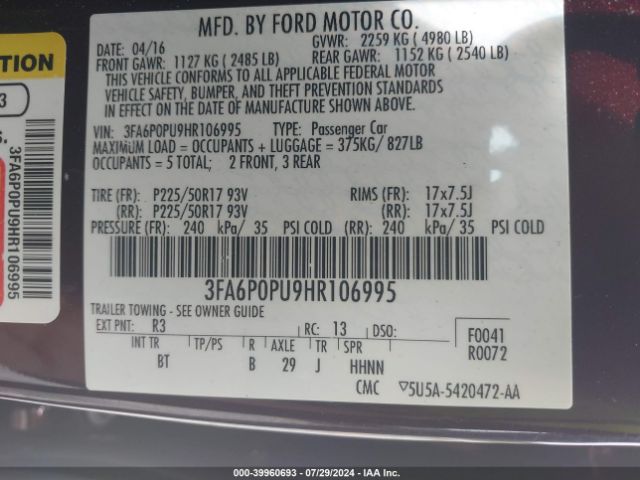 MFD. BY FORD MOTOR CO.
DATE: 04/16
GVWR: 2259 KG ( 4980 LB)
FRONT GAWR: 1127 KG ( 2485 LB)
REAR GAWR: 1152 KG ( 2540 LB)
THIS VEHICLE CONFORMS TO ALL APPLICABLE FEDERAL MOTOR
VEHICLE SAFETY, BUMPER, AND THEFT PREVENTION STANDARDS
IN EFFECT ON THE DATE OF MANUFACTURE SHOWN ABOVE.
VIN: 3FA6P0PU9HR106995 TYPE: Passenger Car
MAXIMUM LOAD = OCCUPANTS + LUGGAGE = 375KG/ 827LB
OCCUPANTS = 5 TOTAL; 2 FRONT, 3 REAR
TIRE (FR): P225/50R17 93V RIMS (FR): 17x7.5J
(RR): P225/50R17 93V (RR): 17x7.5J
PRESSURE (FR): 240 kPa/ 35 PSI COLD (RR): 240 kPa/ 35 PSI COLD
3FA6P0PU9HR106995
TRAILER TOWING - SEE OWNER GUIDE
EXT PNT: R3 RC: 13 DSO:
F0041
R0072
INT TR TP/PS R AXLE TR SPR
BT B 29 J HHNN
CMC ▽5U5A-5420472-AA
TION
3
S.
3FA6P0PU9HR106995
000-39960693 / 07/29/2024 - IAA Inc.